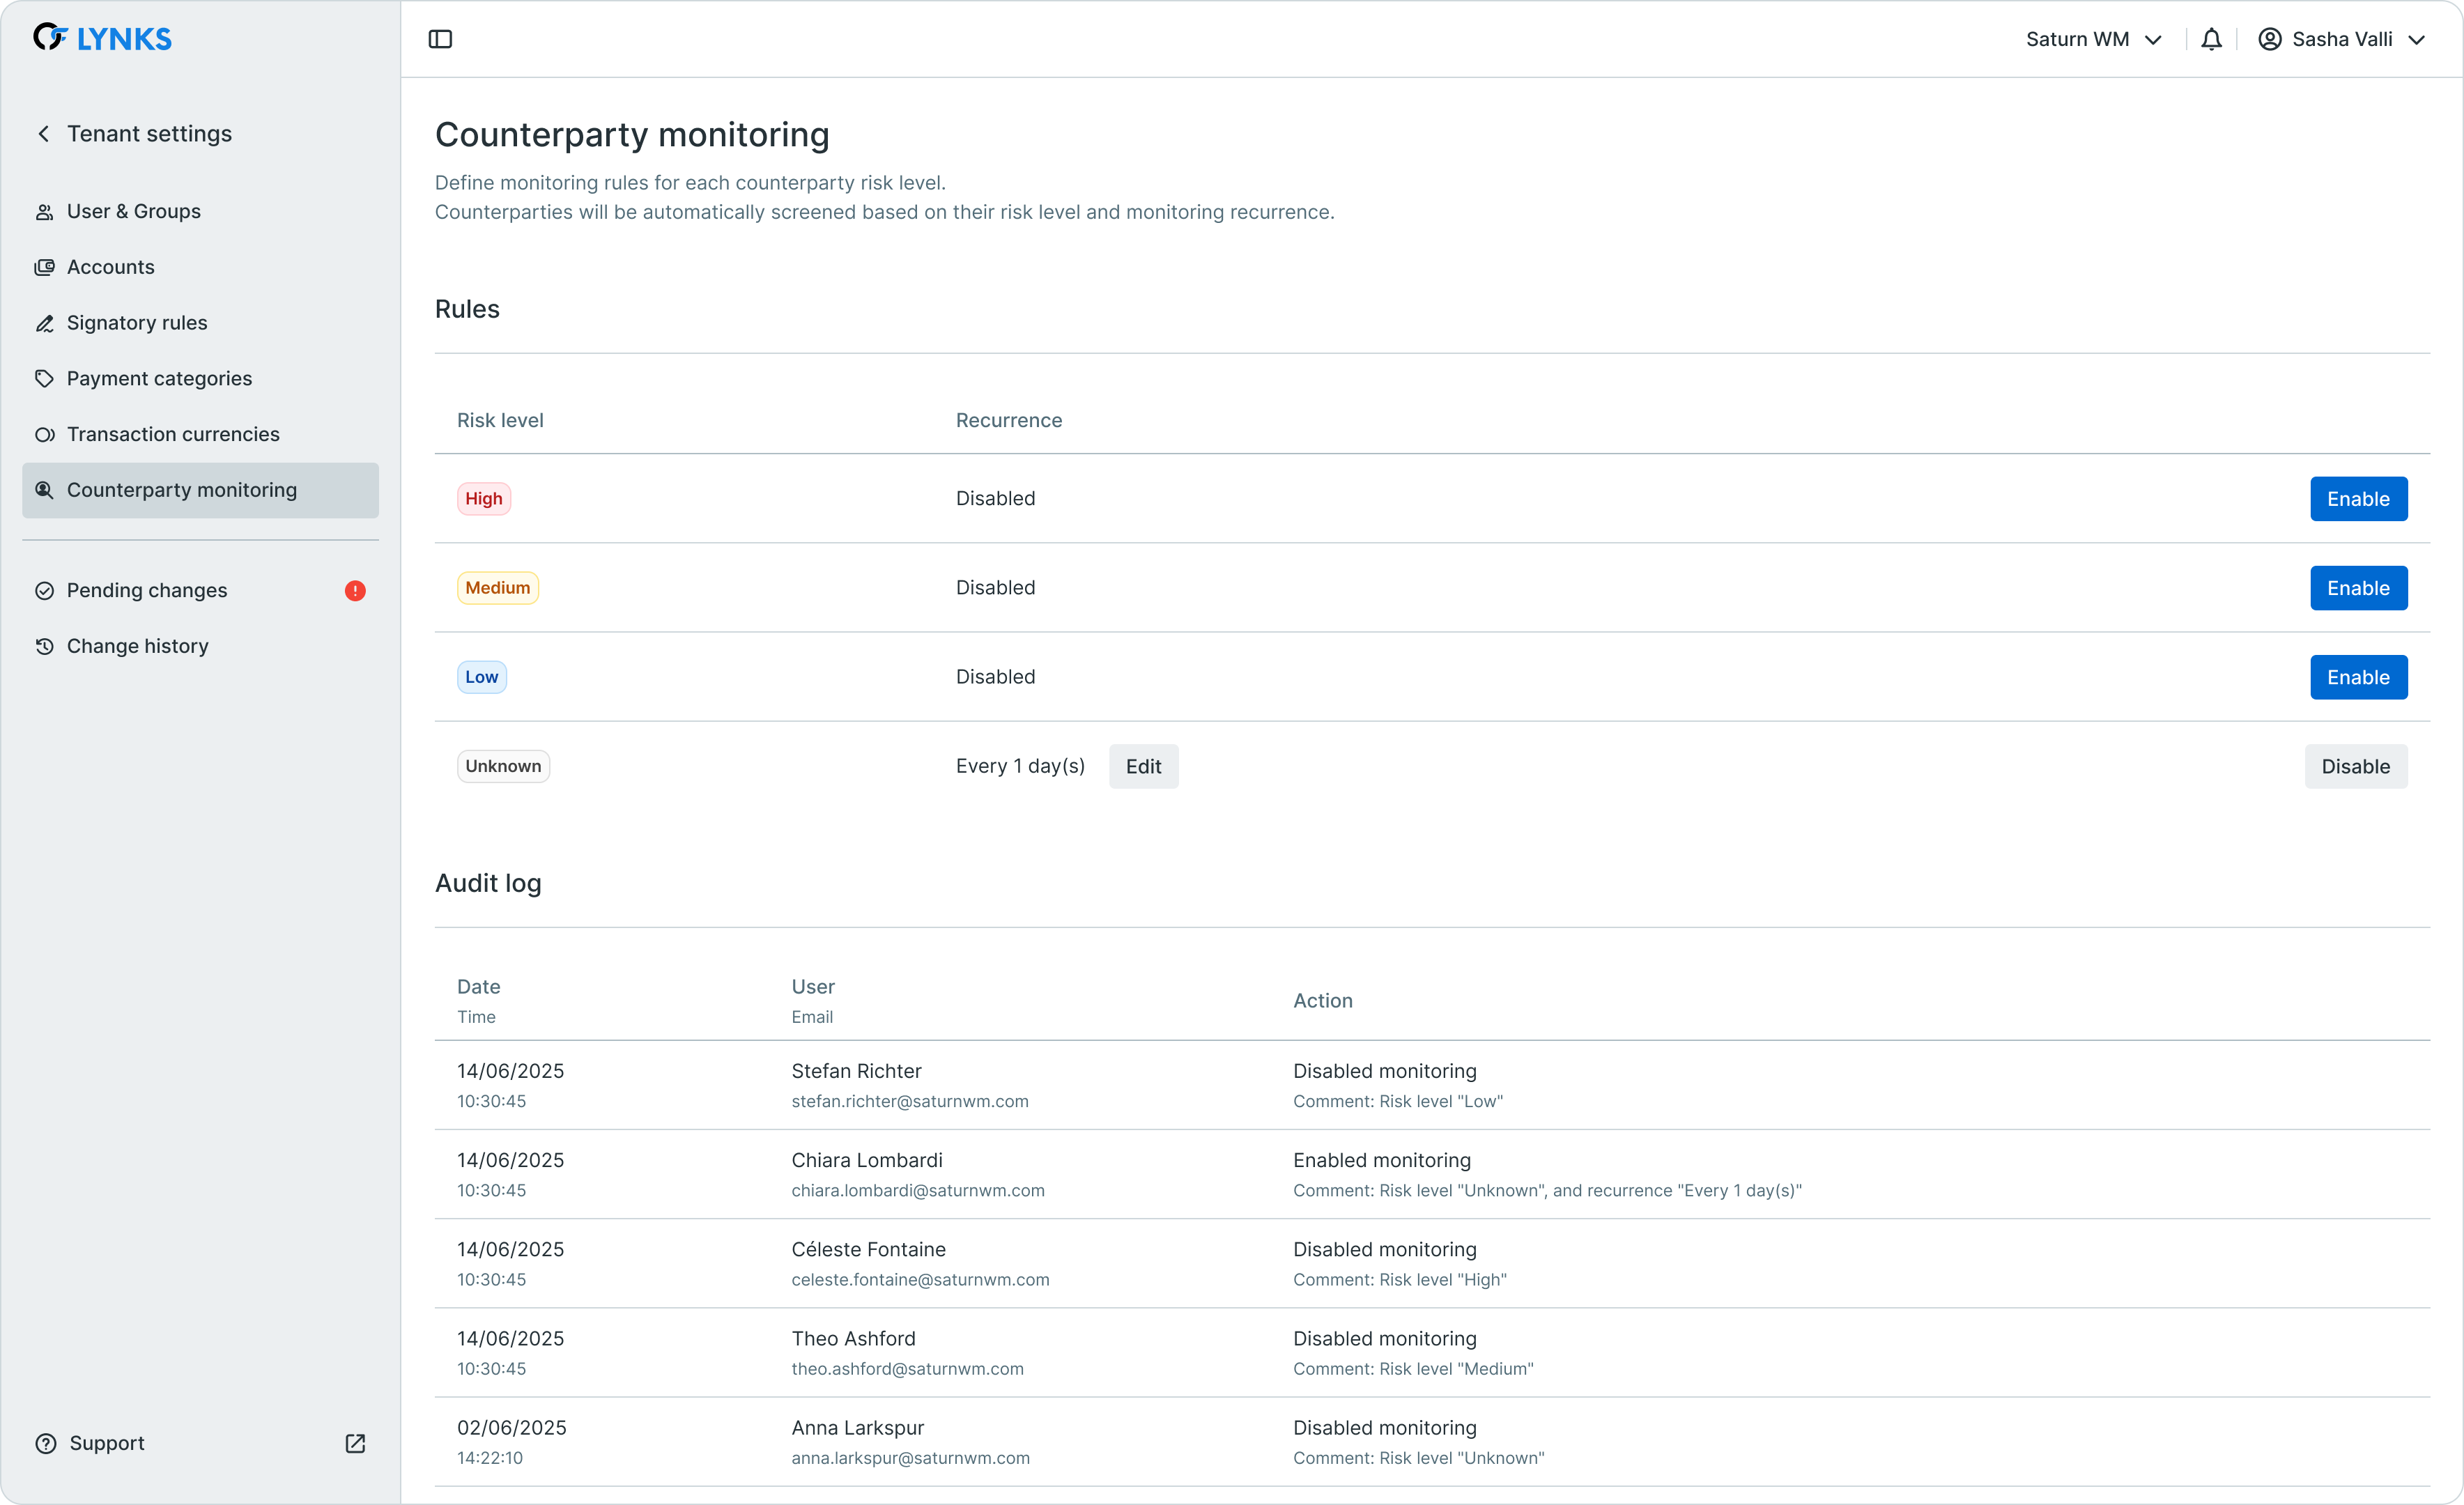 LYNKS
Saturn WM
Sasha Valli
Tenant settings
User & Groups
Accounts
Signatory rules
Payment categories
Transaction currencies
Counterparty monitoring
Pending changes
Change history
Support
Counterparty monitoring
Define monitoring rules for each counterparty risk level.
Counterparties will be automatically screened based on their risk level and monitoring recurrence.
Rules
Risk level Recurrence
High Disabled Enable
Medium Disabled Enable
Low Disabled Enable
Unknown Every 1 day(s) Edit Disable
Audit log
Date User Action
Time Email
14/06/2025 Stefan Richter Disabled monitoring
10:30:45 stefan.richter@saturnwm.com Comment: Risk level "Low"
14/06/2025 Chiara Lombardi Enabled monitoring
10:30:45 chiara.lombardi@saturnwm.com Comment: Risk level "Unknown", and recurrence "Every 1 day(s)"
14/06/2025 Céleste Fontaine Disabled monitoring
10:30:45 celeste.fontaine@saturnwm.com Comment: Risk level "High"
14/06/2025 Theo Ashford Disabled monitoring
10:30:45 theo.ashford@saturnwm.com Comment: Risk level "Medium"
02/06/2025 Anna Larkspur Disabled monitoring
14:22:10 anna.larkspur@saturnwm.com Comment: Risk level "Unknown"